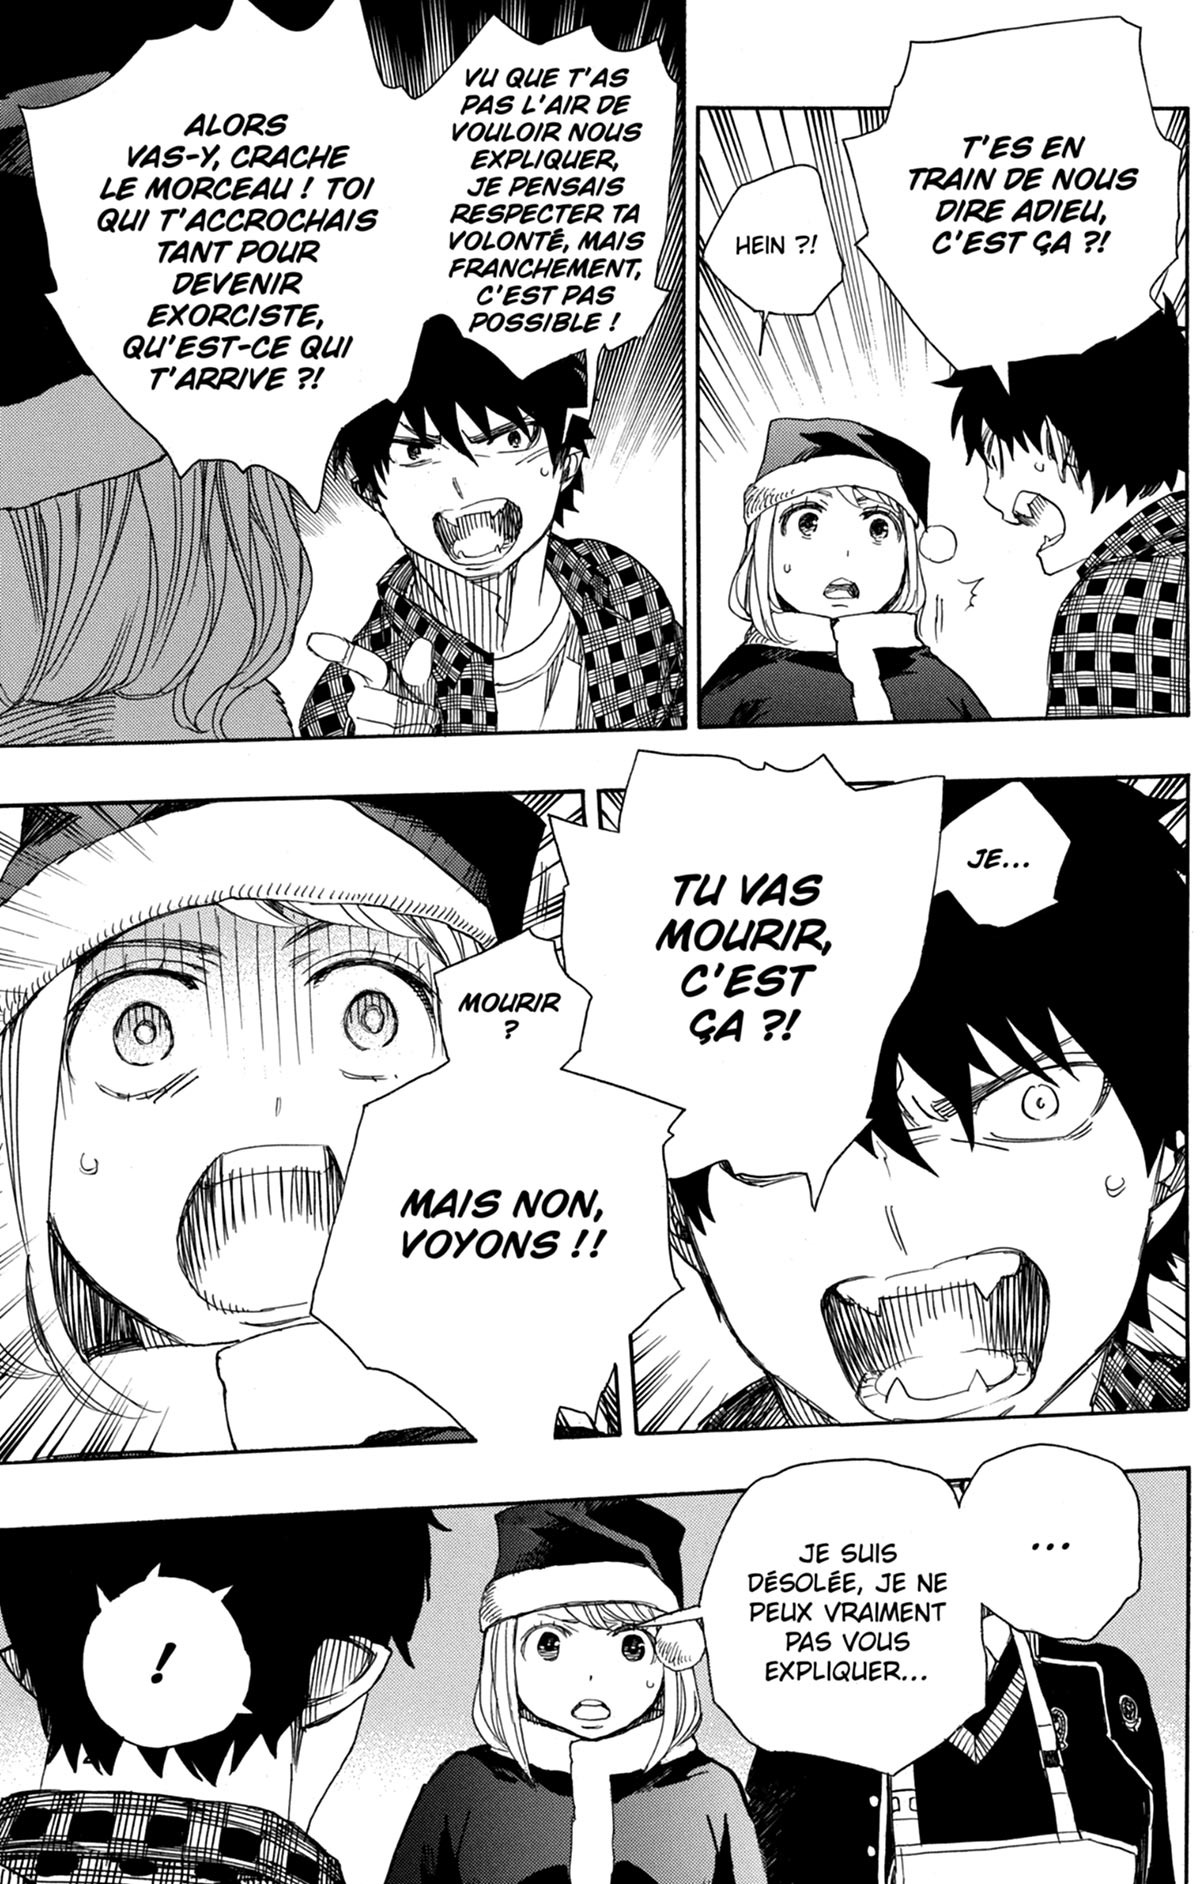 T'ES EN
TRAIN DE NOUS
DIRE ADIEU,
C'EST ÇA ?!
HEIN ?!
VU QUE T'AS
PAS L'AIR DE
VOULOIR NOUS
EXPLIQUER,
JE PENSAIS
RESPECTER TA
VOLONTÉ, MAIS
FRANCHEMENT,
C'EST PAS
POSSIBLE !
ALORS
VAS-Y, CRACHE
LE MORCEAU ! TOI
QUI T'ACCROCHAIS
TANT POUR
DEVENIR
EXORCISTE,
QU'EST-CE QUI
T'ARRIVE ?!
JE...
TU VAS
MOURIR,
C'EST
ÇA ?!
MOURIR
?
MAIS NON,
VOYONS !!
...
JE SUIS
DÉSOLÉE, JE NE
PEUX VRAIMENT
PAS VOUS
EXPLIQUER...
!